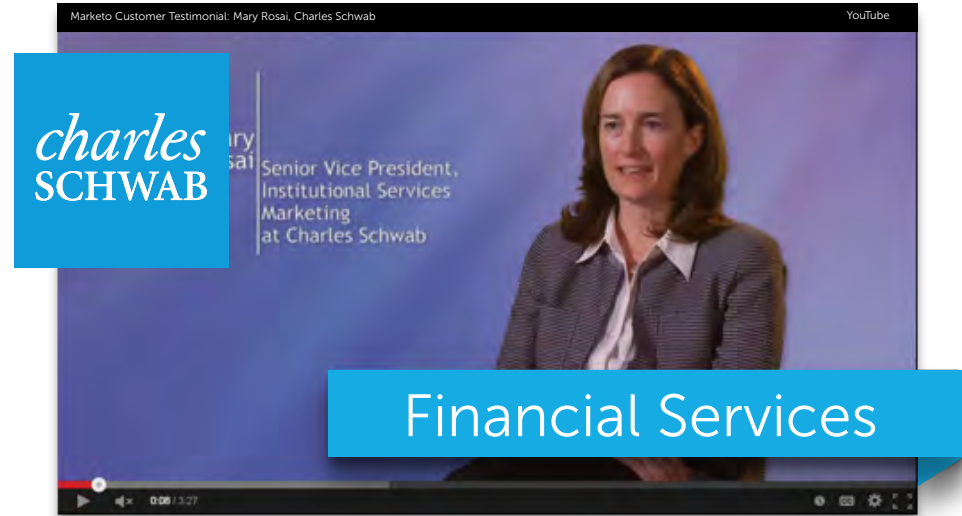 Marketo Customer Testimonial: Mary Rosai, Charles Schwab
YouTube
charles
SCHWAB
ary
sai
Senior Vice President,
Institutional Services
Marketing
at Charles Schwab
Financial Services
0:08 / 3:27
CC